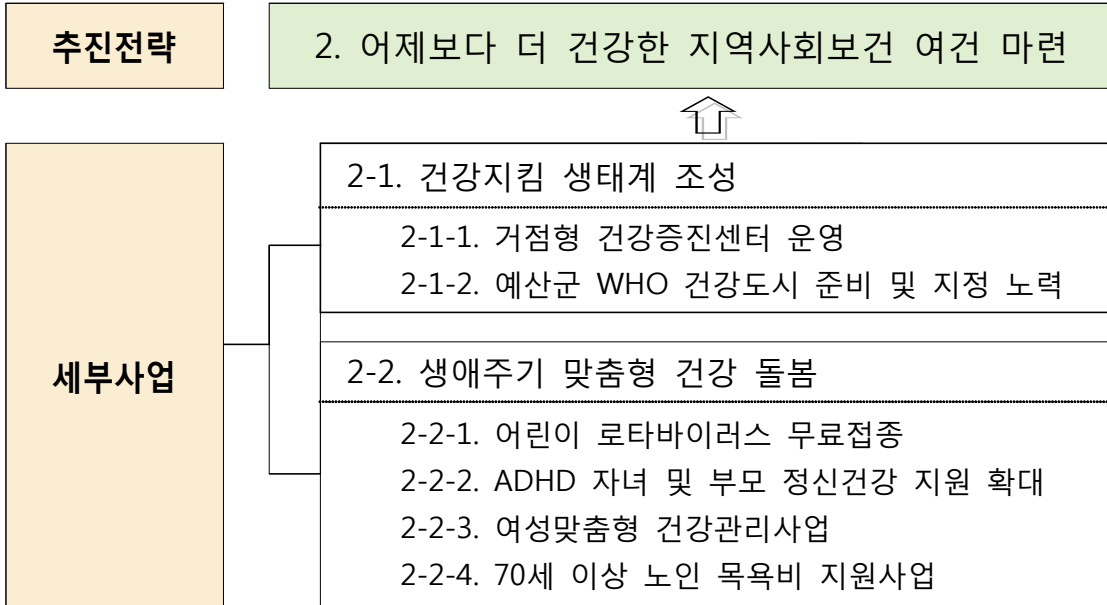 추진전략
2. 어제보다 더 건강한 지역사회보건 여건 마련
세부사업
2-1. 건강지킴 생태계 조성
2-1-1. 거점형 건강증진센터 운영
2-1-2. 예산군 WHO 건강도시 준비 및 지정 노력
2-2. 생애주기 맞춤형 건강 돌봄
2-2-1. 어린이 로타바이러스 무료접종
2-2-2. ADHD 자녀 및 부모 정신건강 지원 확대
2-2-3. 여성맞춤형 건강관리사업
2-2-4. 70세 이상 노인 목욕비 지원사업